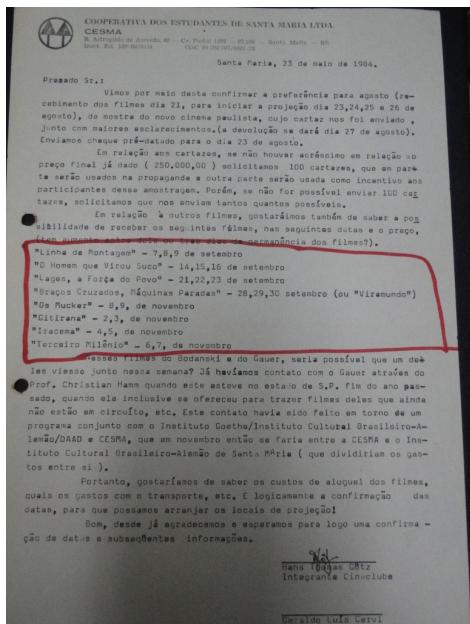 COOPERATIVA DOS ESTUDANTES DE SANTA MARIA LTDA.
CESMA
Santa Maria, 23 de maio de 1984.
Prezado Sr.:
Vimos por meio desta confirmar a preferência para agosto (re-
cebimento dos filmes dia 21, para iniciar a projeção dia 23,24,25 e 26 de
agosto), da mostra do novo cinema paulista, cujo cartaz nos foi enviado ,
junto com maiores esclarecimentos.(a devolução se dará dia 27 de agosto).
Enviamos cheque pré-datado para o dia 23 de agosto.
Em relação aos cartazes, se não houver acréscimo em relação ao
preço final já dado ( 250,000,00 ) solicitamos 100 cartazes, que em par-
te serão usados na propaganda e outra parte serão usada como incentivo aos
participantes dessa amostragem. Porém, se não for possível enviar 100 car
tazes, solicitamos que nos enviem tantos quantos possíveis.
Em relação à outros filmes, gostaríamos também de saber a pos
sibilidade de receber os seguintes filmes, nas seguintes datas e o preço,
(tem aumento entre dois ou tres dias de permanência dos filmes?).
"Linha de Montagem" - 7,8,9 de setembro
"O Homem que Virou Suco" - 14,15,16 de setembro
"Lages, a Força do Povo" - 21,22,23 de setembro
"Braços Cruzados, Máquinas Paradas" - 28,29,30 setembro (ou "Viramundo")
"Os Mucker" - 8,9, de novembro
"Gitirana" - 2,3, de novembro
"Iracema" - 4,5, de novembro
"Terceiro Milênio" - 6,7, de novembro
Nesses filmes do Bodanski e do Gauer, seria possível que um de
les viesse junto nessa semana? Já havíamos contato com o Gauer através do
Prof. Christian Hamm quando este esteve no estado de S.P. fim do ano pas-
sado, quando ele inclusive se ofereceu para trazer filmes deles que ainda
não estão em circuíto, etc. Este contato havia sido feito em torno de um
programa conjunto com o Instituto Goethe/Instituto Cultural Brasileiro-A-
lemão/DAAD e CESMA, que em novembro então se faria entre a CESMA e o Ins-
tituto Cultural Brasileiro-Alemão de Santa MAria ( que dividiriam os gas-
tos entre si ).
Portanto, gostaríamos de saber os custos de aluguel dos filmes,
quais os gastos com o transporte, etc. E logicamente a confirmação das
datas, para que possamos arranjar os locais de projeção!
Bom, desde já agradecemos e esperamos para logo uma confirma -
ção de datas e subseqüentes informações.
Hans Thomas Götz
Integrante Cineclube
Geraldo Luis Cervi